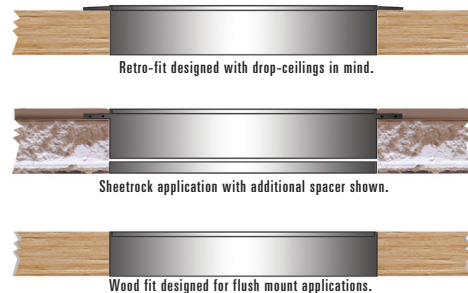 Retro-fit designed with drop-ceilings in mind.
Sheetrock application with additional spacer shown.
Wood fit designed for flush mount applications.